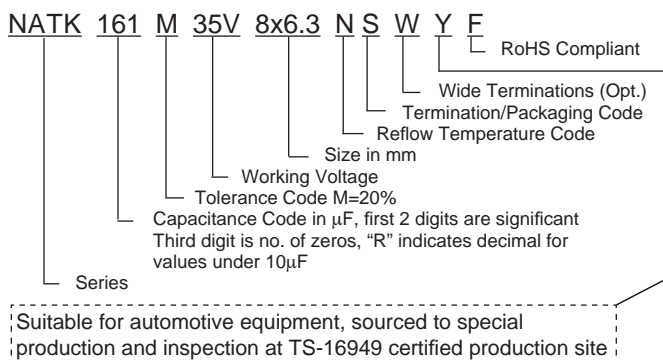 NATK 161 M 35V 8x6.3 N S W Y F
RoHS Compliant
Wide Terminations (Opt.)
Termination/Packaging Code
Reflow Temperature Code
Size in mm
Working Voltage
Tolerance Code M=20%
Capacitance Code in μF, first 2 digits are significant
Third digit is no. of zeros, “R” indicates decimal for
values under 10μF
Series
Suitable for automotive equipment, sourced to special
production and inspection at TS-16949 certified production site